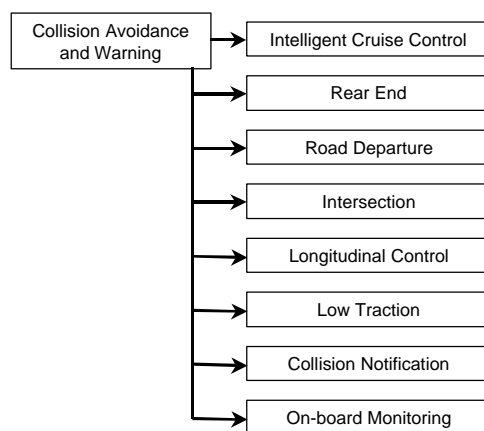 Collision Avoidance
and Warning
Intelligent Cruise Control
Rear End
Road Departure
Intersection
Longitudinal Control
Low Traction
Collision Notification
On-board Monitoring